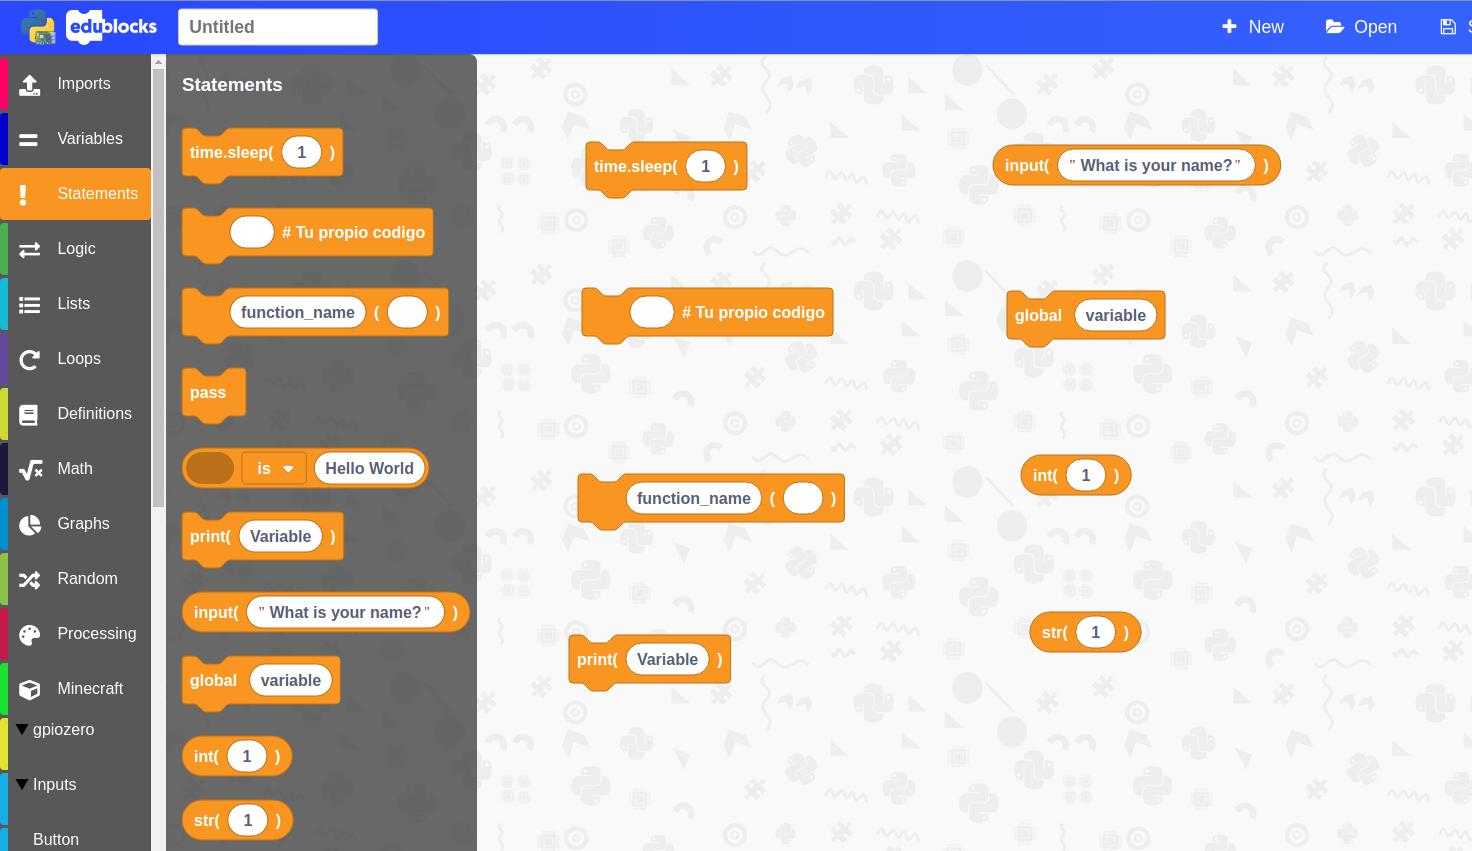 edublocks
Untitled
New
Open
Imports
Variables
Statements
Logic
Lists
Loops
Definitions
Math
Graphs
Random
Processing
Minecraft
gpiozero
Inputs
Button
Statements
time.sleep( 1 )
# Tu propio codigo
function_name ( )
pass
is Hello World
print( Variable )
input( " What is your name? " )
global variable
int( 1 )
str( 1 )
time.sleep( 1 )
# Tu propio codigo
function_name ( )
print( Variable )
input( " What is your name? " )
global variable
int( 1 )
str( 1 )